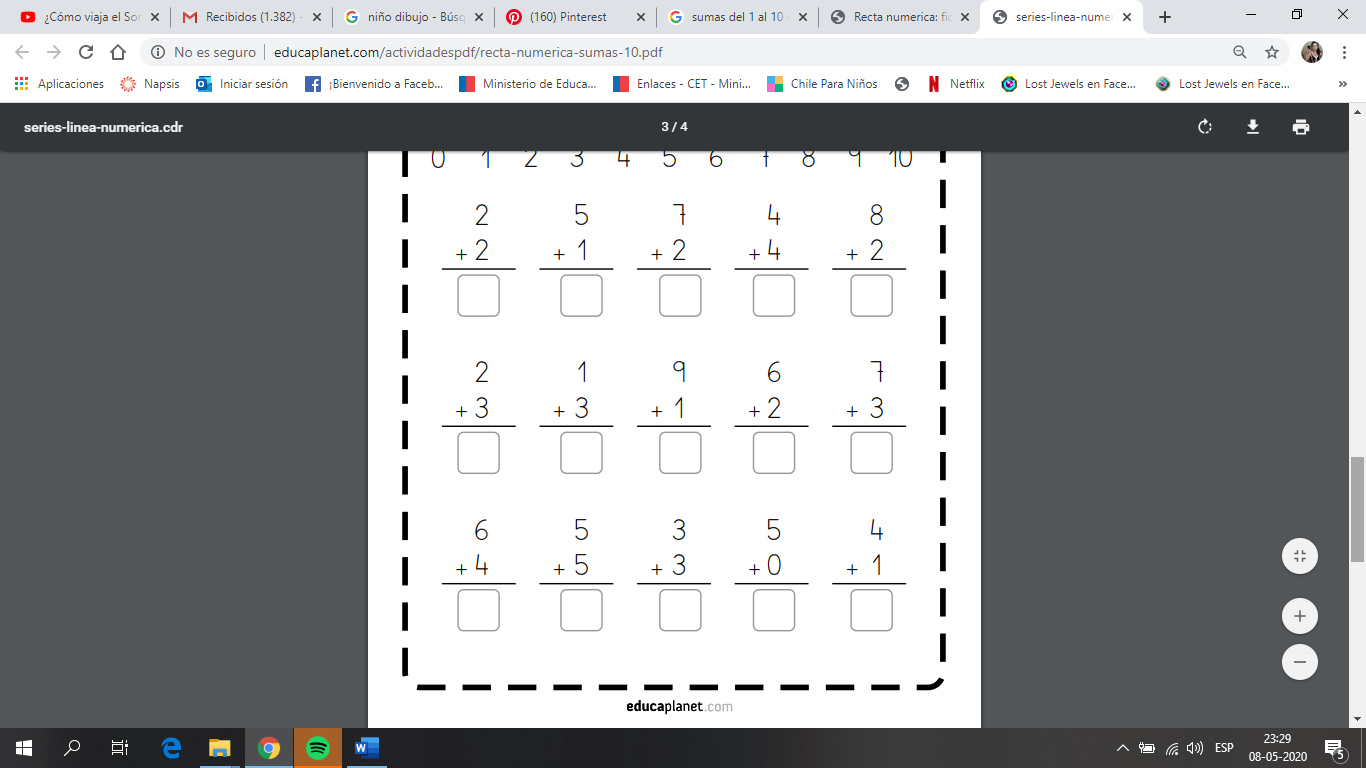 ¿Cómo viaja el Son
Recibidos (1.382) -
niño dibujo - Búsq
(160) Pinterest
sumas del 1 al 10 -
Recta numerica: fic
series-linea-numer
No es seguro | educaplanet.com/actividadespdf/recta-numerica-sumas-10.pdf
Aplicaciones Napsis Iniciar sesión ¡Bienvenido a Faceb... Ministerio de Educa... Enlaces - CET - Mini... Chile Para Niños Netflix Lost Jewels en Face... Lost Jewels en Face... »
series-linea-numerica.cdr 3 / 4
0 1 2 3 4 5 6 7 8 9 10
2 5 7 4 8
+ 2 + 1 + 2 + 4 + 2
2 1 9 6 7
+ 3 + 3 + 1 + 2 + 3
6 5 3 5 4
+ 4 + 5 + 3 + 0 + 1
educaplanet.com
ESP 23:29
08-05-2020
5